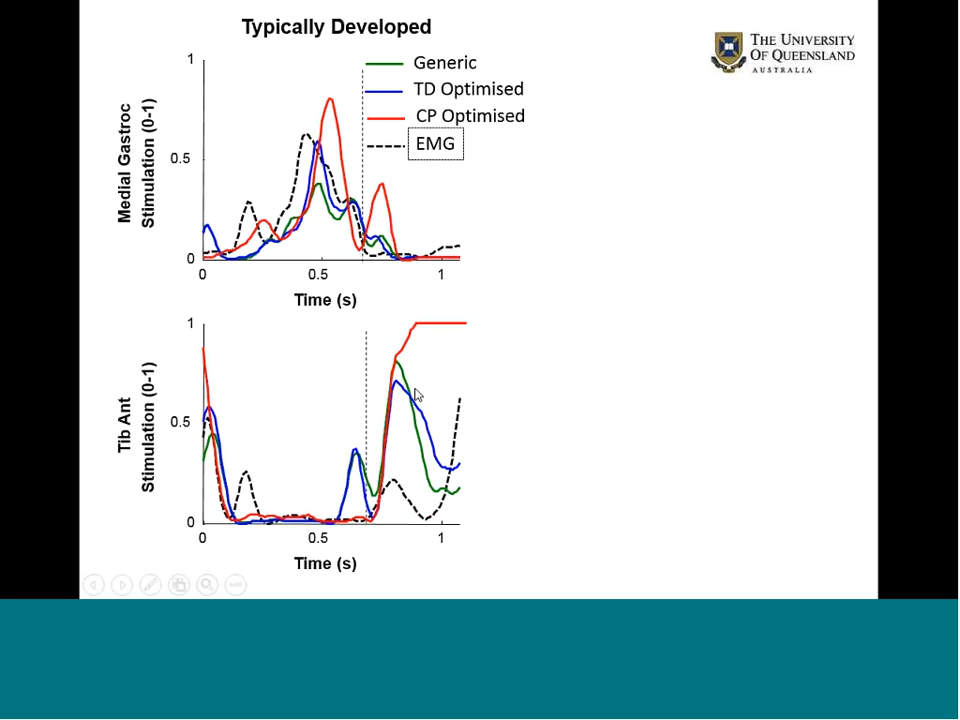 Typically Developed
THE UNIVERSITY
OF QUEENSLAND
AUSTRALIA
Generic
TD Optimised
CP Optimised
EMG
Medial Gastroc
Stimulation (0-1)
1
0.5
0
0 0.5 1
Time (s)
Tib Ant
Stimulation (0-1)
1
0.5
0
0 0.5 1
Time (s)